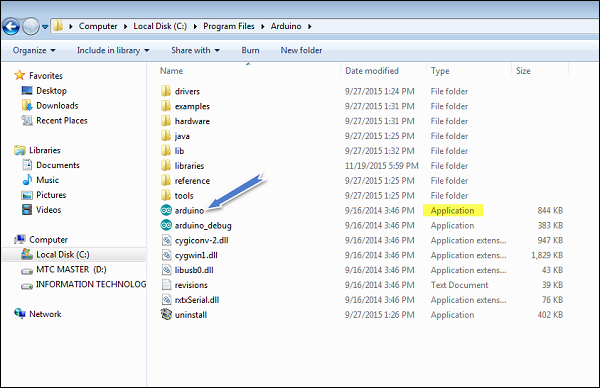 Computer ▸ Local Disk (C:) ▸ Program Files ▸ Arduino ▸
Organize Include in library Share with Burn New folder
Name Date modified Type Size
Favorites
Desktop
Downloads
Recent Places
Libraries
Documents
Music
Pictures
Videos
Computer
Local Disk (C:)
MTC MASTER (D:)
INFORMATION TECHNOLOG
Network
drivers 9/27/2015 1:24 PM File folder
examples 9/27/2015 1:31 PM File folder
hardware 9/27/2015 1:31 PM File folder
java 9/27/2015 1:25 PM File folder
lib 9/27/2015 1:32 PM File folder
libraries 11/19/2015 5:59 PM File folder
reference 9/27/2015 1:25 PM File folder
tools 9/27/2015 1:25 PM File folder
arduino 9/16/2014 3:46 PM Application 844 KB
arduino_debug 9/16/2014 3:46 PM Application 383 KB
cygiconv-2.dll 9/16/2014 3:46 PM Application extens... 947 KB
cygwin1.dll 9/16/2014 3:46 PM Application extens... 1,829 KB
libusb0.dll 9/16/2014 3:46 PM Application extens... 43 KB
revisions 9/16/2014 3:46 PM Text Document 39 KB
rxtxSerial.dll 9/16/2014 3:46 PM Application extens... 76 KB
uninstall 9/27/2015 1:26 PM Application 402 KB